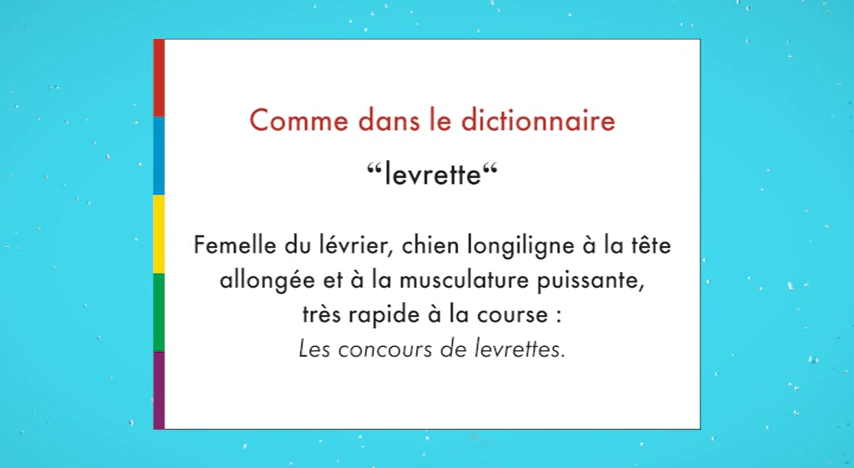 Comme dans le dictionnaire
“levrette“
Femelle du lévrier, chien longiligne à la tête
allongée et à la musculature puissante,
très rapide à la course :
Les concours de levrettes.